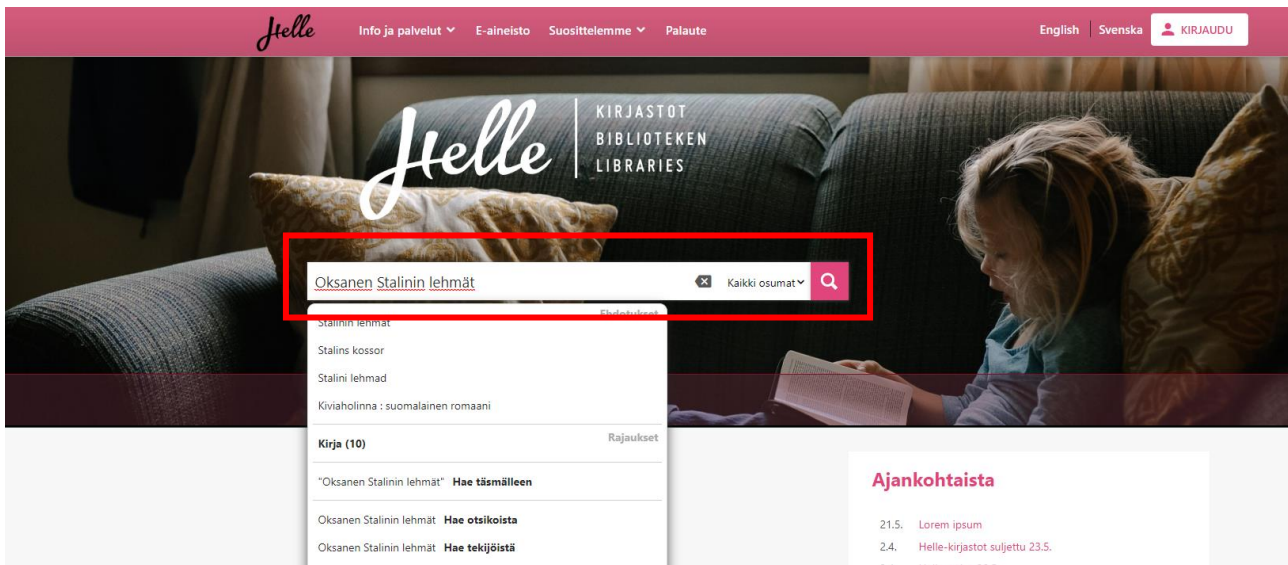 Helle Info ja palvelut E-aineisto Suosittelemme Palaute English Svenska KIRJAUDU
Helle
KIRJASTOT
BIBLIOTEKEN
LIBRARIES
Oksanen Stalinin lehmät Kaikki osumat
Ehdotukset
Stalinin lehmät
Stalins kossor
Stalini lehmad
Kiviaholinna : suomalainen romaani
Kirja (10) Rajaukset
"Oksanen Stalinin lehmät" Hae täsmälleen
Oksanen Stalinin lehmät Hae otsikoista
Oksanen Stalinin lehmät Hae tekijöistä
Ajankohtaista
21.5. Lorem ipsum
2.4. Helle-kirjastot suljettu 23.5.